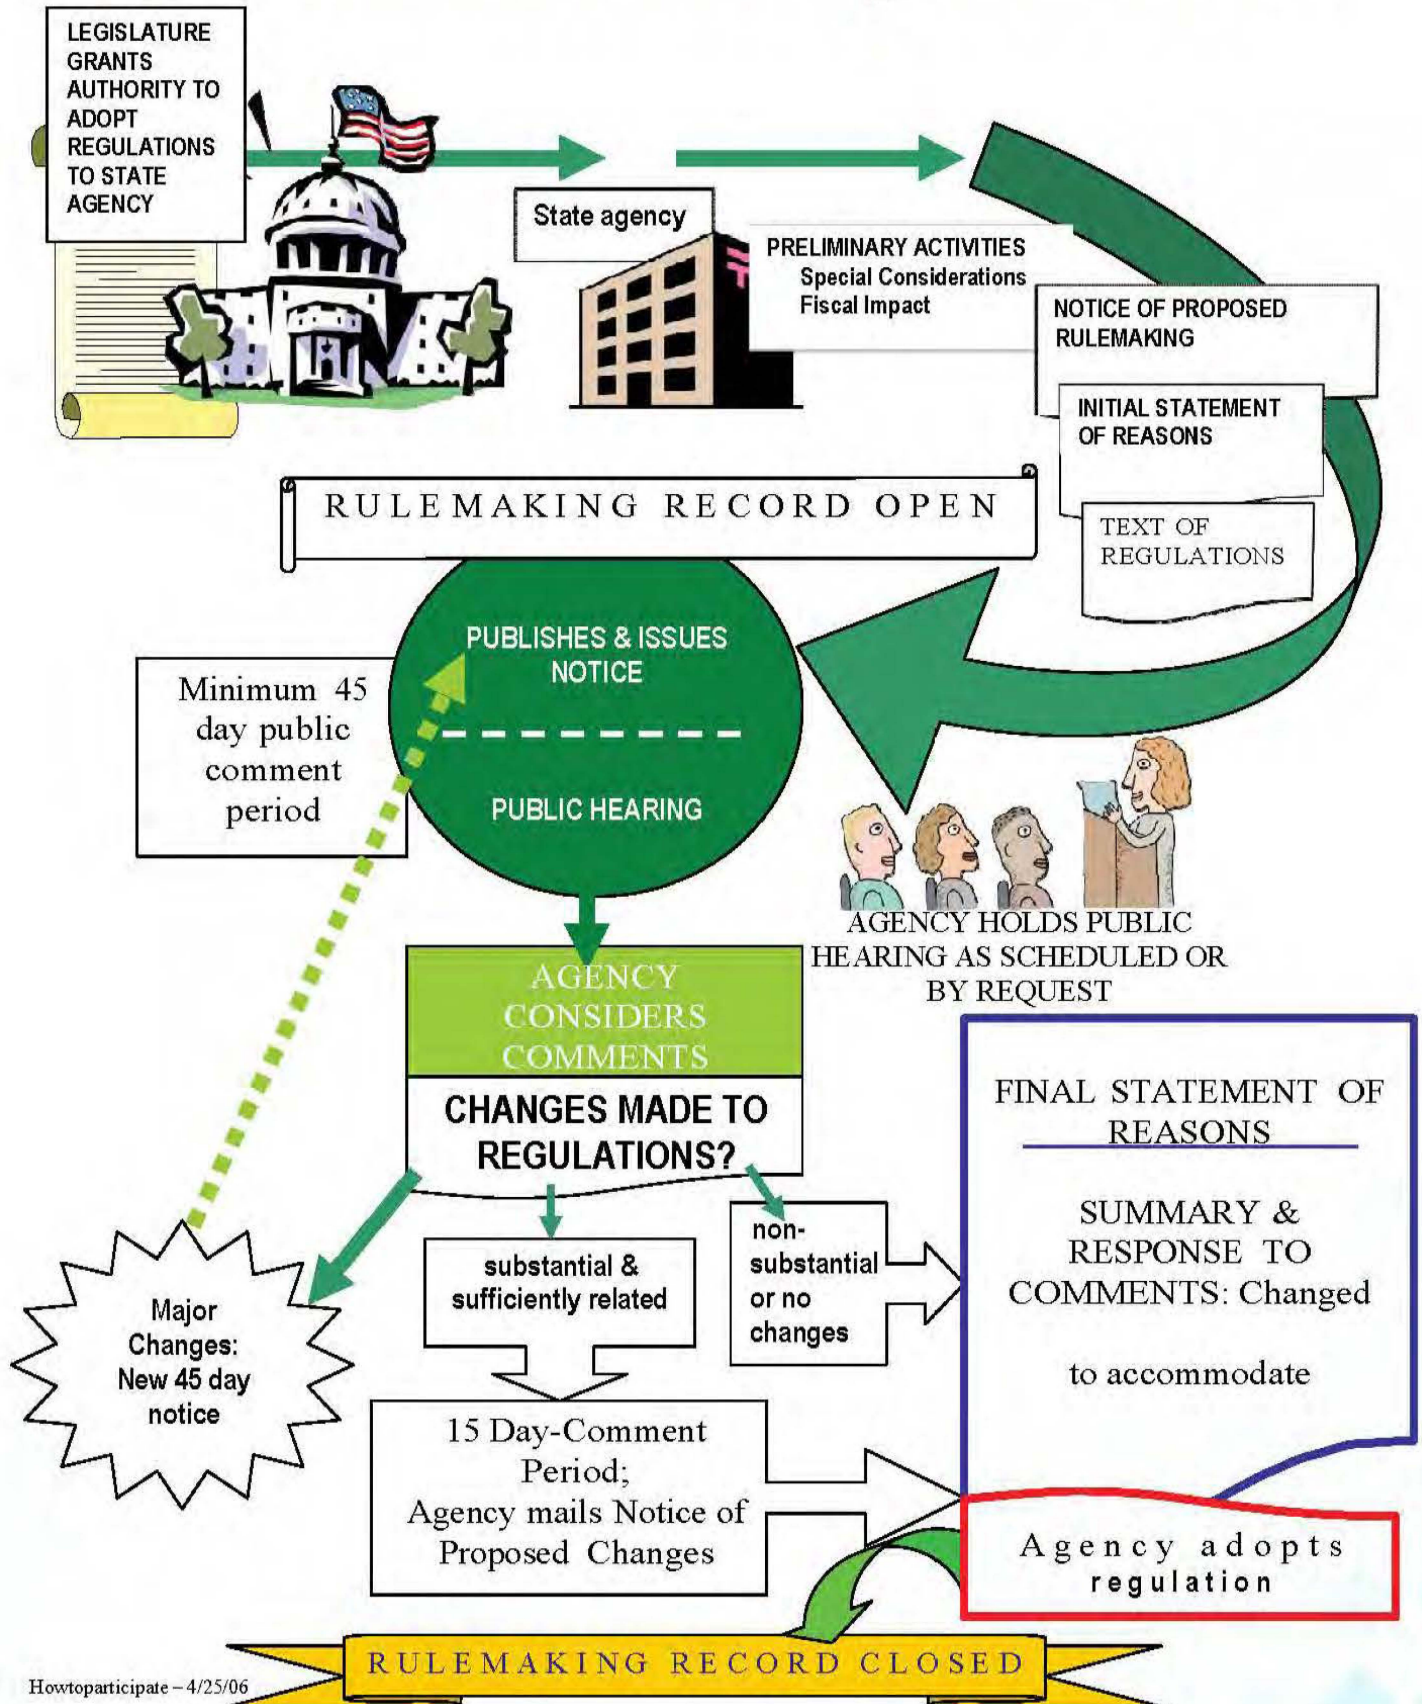 LEGISLATURE
GRANTS
AUTHORITY TO
ADOPT
REGULATIONS
TO STATE
AGENCY
State agency
PRELIMINARY ACTIVITIES
Special Considerations
Fiscal Impact
NOTICE OF PROPOSED
RULEMAKING
INITIAL STATEMENT
OF REASONS
TEXT OF
REGULATIONS
RULEMAKING RECORD OPEN
PUBLISHES & ISSUES
NOTICE
PUBLIC HEARING
Minimum 45
day public
comment
period
AGENCY HOLDS PUBLIC
HEARING AS SCHEDULED OR
BY REQUEST
AGENCY
CONSIDERS
COMMENTS
CHANGES MADE TO
REGULATIONS?
Major
Changes:
New 45 day
notice
substantial &
sufficiently related
non-
substantial
or no
changes
15 Day-Comment
Period;
Agency mails Notice of
Proposed Changes
FINAL STATEMENT OF
REASONS
SUMMARY &
RESPONSE TO
COMMENTS: Changed
to accommodate
Agency adopts
regulation
RULEMAKING RECORD CLOSED
Howtoparticipate – 4/25/06